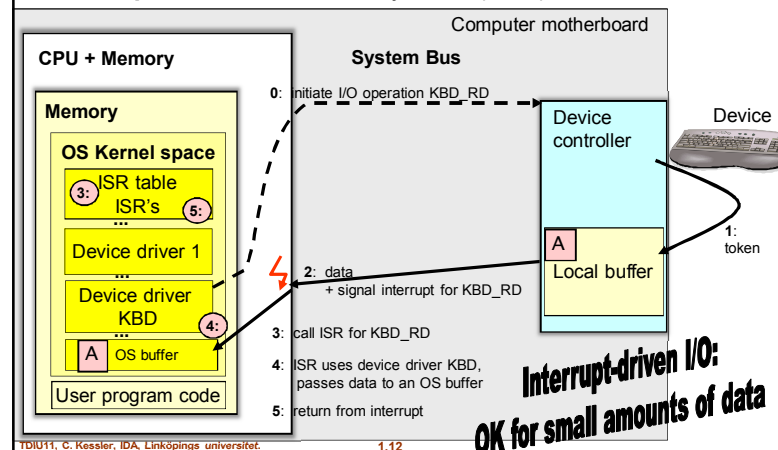 Computer motherboard
CPU + Memory
System Bus
0: initiate I/O operation KBD_RD
Memory
Device controller
Device
OS Kernel space
3: ISR table
ISR's 5:
...
Device driver 1
...
Device driver
KBD
4:
...
A OS buffer
User program code
1:
token
A
Local buffer
2: data
+ signal interrupt for KBD_RD
3: call ISR for KBD_RD
4: ISR uses device driver KBD,
passes data to an OS buffer
5: return from interrupt
Interrupt-driven I/O:
OK for small amounts of data
TDIU11, C. Kessler, IDA, Linköpings universitet.
1.12